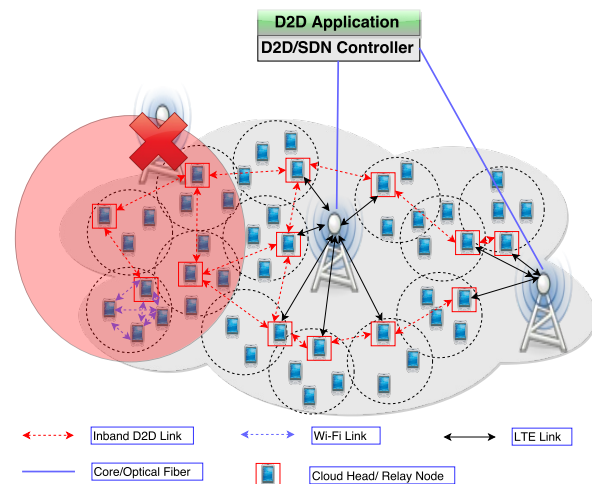 D2D Application
D2D/SDN Controller
Inband D2D Link
Wi-Fi Link
LTE Link
Core/Optical Fiber
Cloud Head/ Relay Node